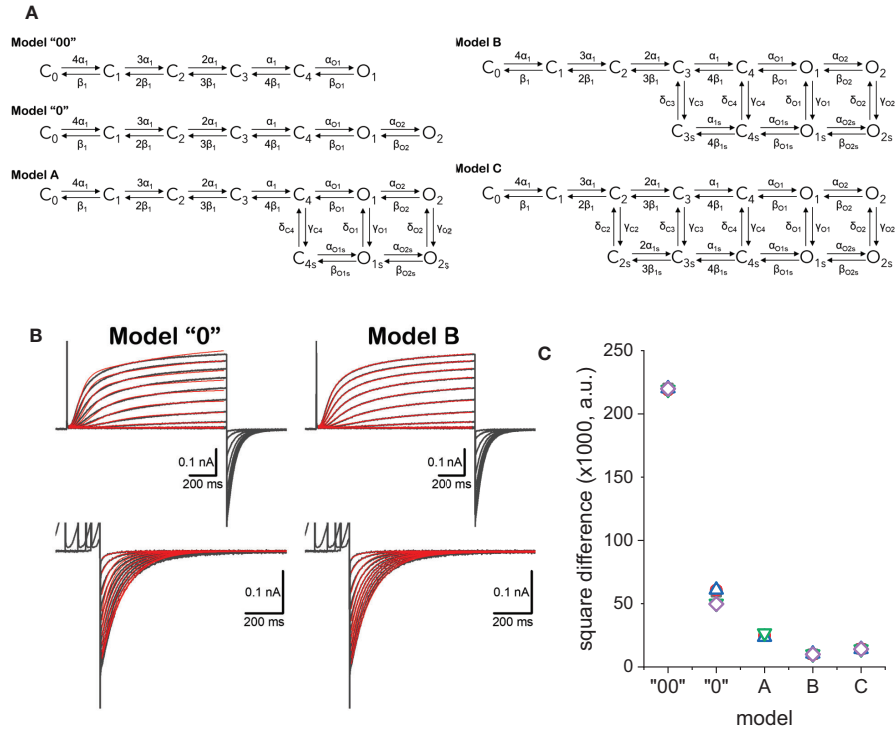 A
Model “00”
4α1 3α1 2α1 α1 αO1
C0 C1 C2 C3 C4 O1
β1 2β1 3β1 4β1 βO1
Model “0”
4α1 3α1 2α1 α1 αO1 αO2
C0 C1 C2 C3 C4 O1 O2
β1 2β1 3β1 4β1 βO1 βO2
Model A
4α1 3α1 2α1 α1 αO1 αO2
C0 C1 C2 C3 C4 O1 O2
β1 2β1 3β1 4β1 βO1 βO2
δC4 γC4 δO1 γO1 δO2 γO2
αO1s αO2s
C4s O1s O2s
βO1s βO2s
Model B
4α1 3α1 2α1 α1 αO1 αO2
C0 C1 C2 C3 C4 O1 O2
β1 2β1 3β1 4β1 βO1 βO2
δC3 γC3 δC4 γC4 δO1 γO1 δO2 γO2
α1s αO1s αO2s
C3s C4s O1s O2s
4β1s βO1s βO2s
Model C
4α1 3α1 2α1 α1 αO1 αO2
C0 C1 C2 C3 C4 O1 O2
β1 2β1 3β1 4β1 βO1 βO2
δC2 γC2 δC3 γC3 δC4 γC4 δO1 γO1 δO2 γO2
2α1s α1s αO1s αO2s
C2s C3s C4s O1s O2s
3β1s 4β1s βO1s βO2s
B
Model “0”
Model B
0.1 nA
200 ms
0.1 nA
200 ms
0.1 nA
200 ms
0.1 nA
200 ms
C
square difference (x1000, a.u.)
250
200
150
100
50
0
"00" "0" A B C
model